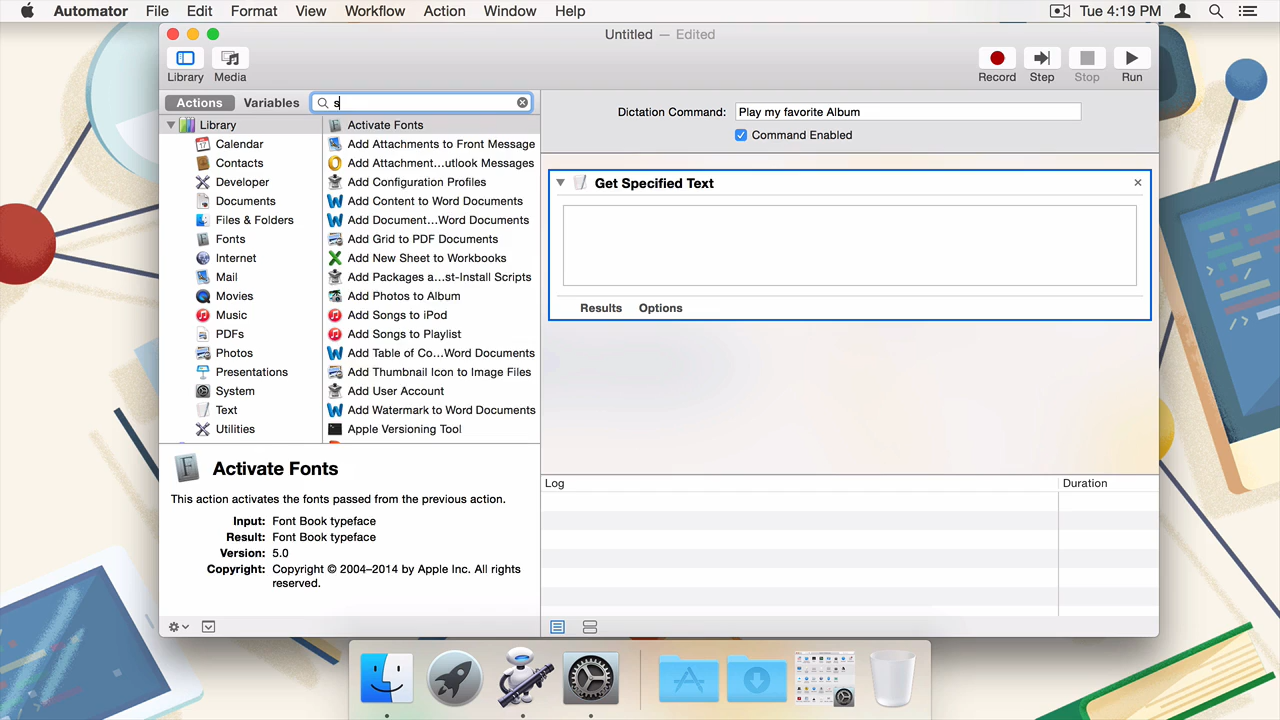 Automator File Edit Format View Workflow Action Window Help Tue 4:19 PM
Untitled — Edited
Library Media Record Step Stop Run
Actions Variables s
Dictation Command: Play my favorite Album
Command Enabled
Library
Calendar
Contacts
Developer
Documents
Files & Folders
Fonts
Internet
Mail
Movies
Music
PDFs
Photos
Presentations
System
Text
Utilities
Activate Fonts
Add Attachments to Front Message
Add Attachment...utlook Messages
Add Configuration Profiles
Add Content to Word Documents
Add Document...Word Documents
Add Grid to PDF Documents
Add New Sheet to Workbooks
Add Packages a...st-Install Scripts
Add Photos to Album
Add Songs to iPod
Add Songs to Playlist
Add Table of Co...Word Documents
Add Thumbnail Icon to Image Files
Add User Account
Add Watermark to Word Documents
Apple Versioning Tool
Get Specified Text
Results Options
Activate Fonts
This action activates the fonts passed from the previous action.
Input: Font Book typeface
Result: Font Book typeface
Version: 5.0
Copyright: Copyright © 2004–2014 by Apple Inc. All rights
reserved.
Log Duration